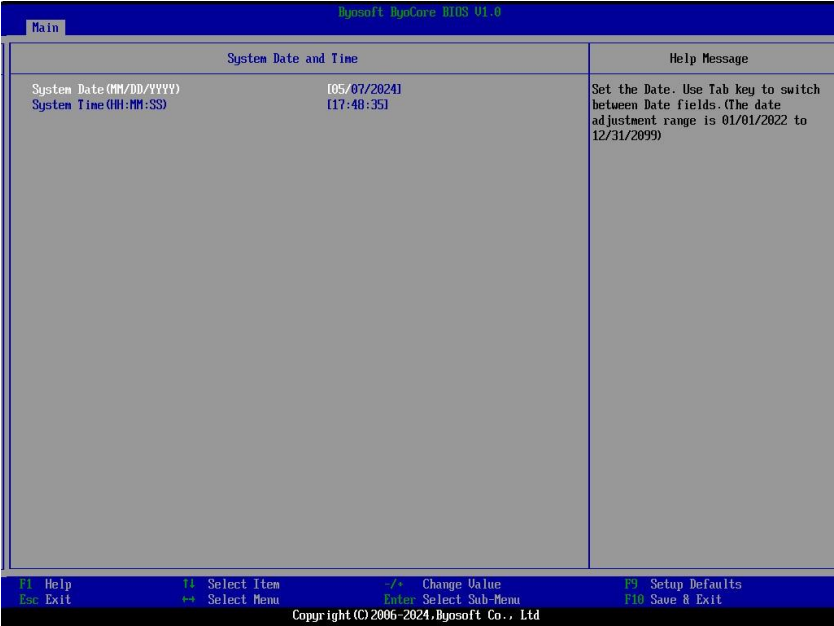 Byosoft ByoCore BIOS V1.0
Main
System Date and Time
Help Message
System Date(MM/DD/YYYY) [05/07/2024]
System Time(HH:MM:SS) [17:48:35]
Set the Date. Use Tab key to switch
between Date fields.(The date
adjustment range is 01/01/2022 to
12/31/2099)
F1 Help ↑↓ Select Item -/+ Change Value F9 Setup Defaults
Esc Exit ↔ Select Menu Enter Select Sub-Menu F10 Save & Exit
Copyright(C)2006-2024,Byosoft Co., Ltd